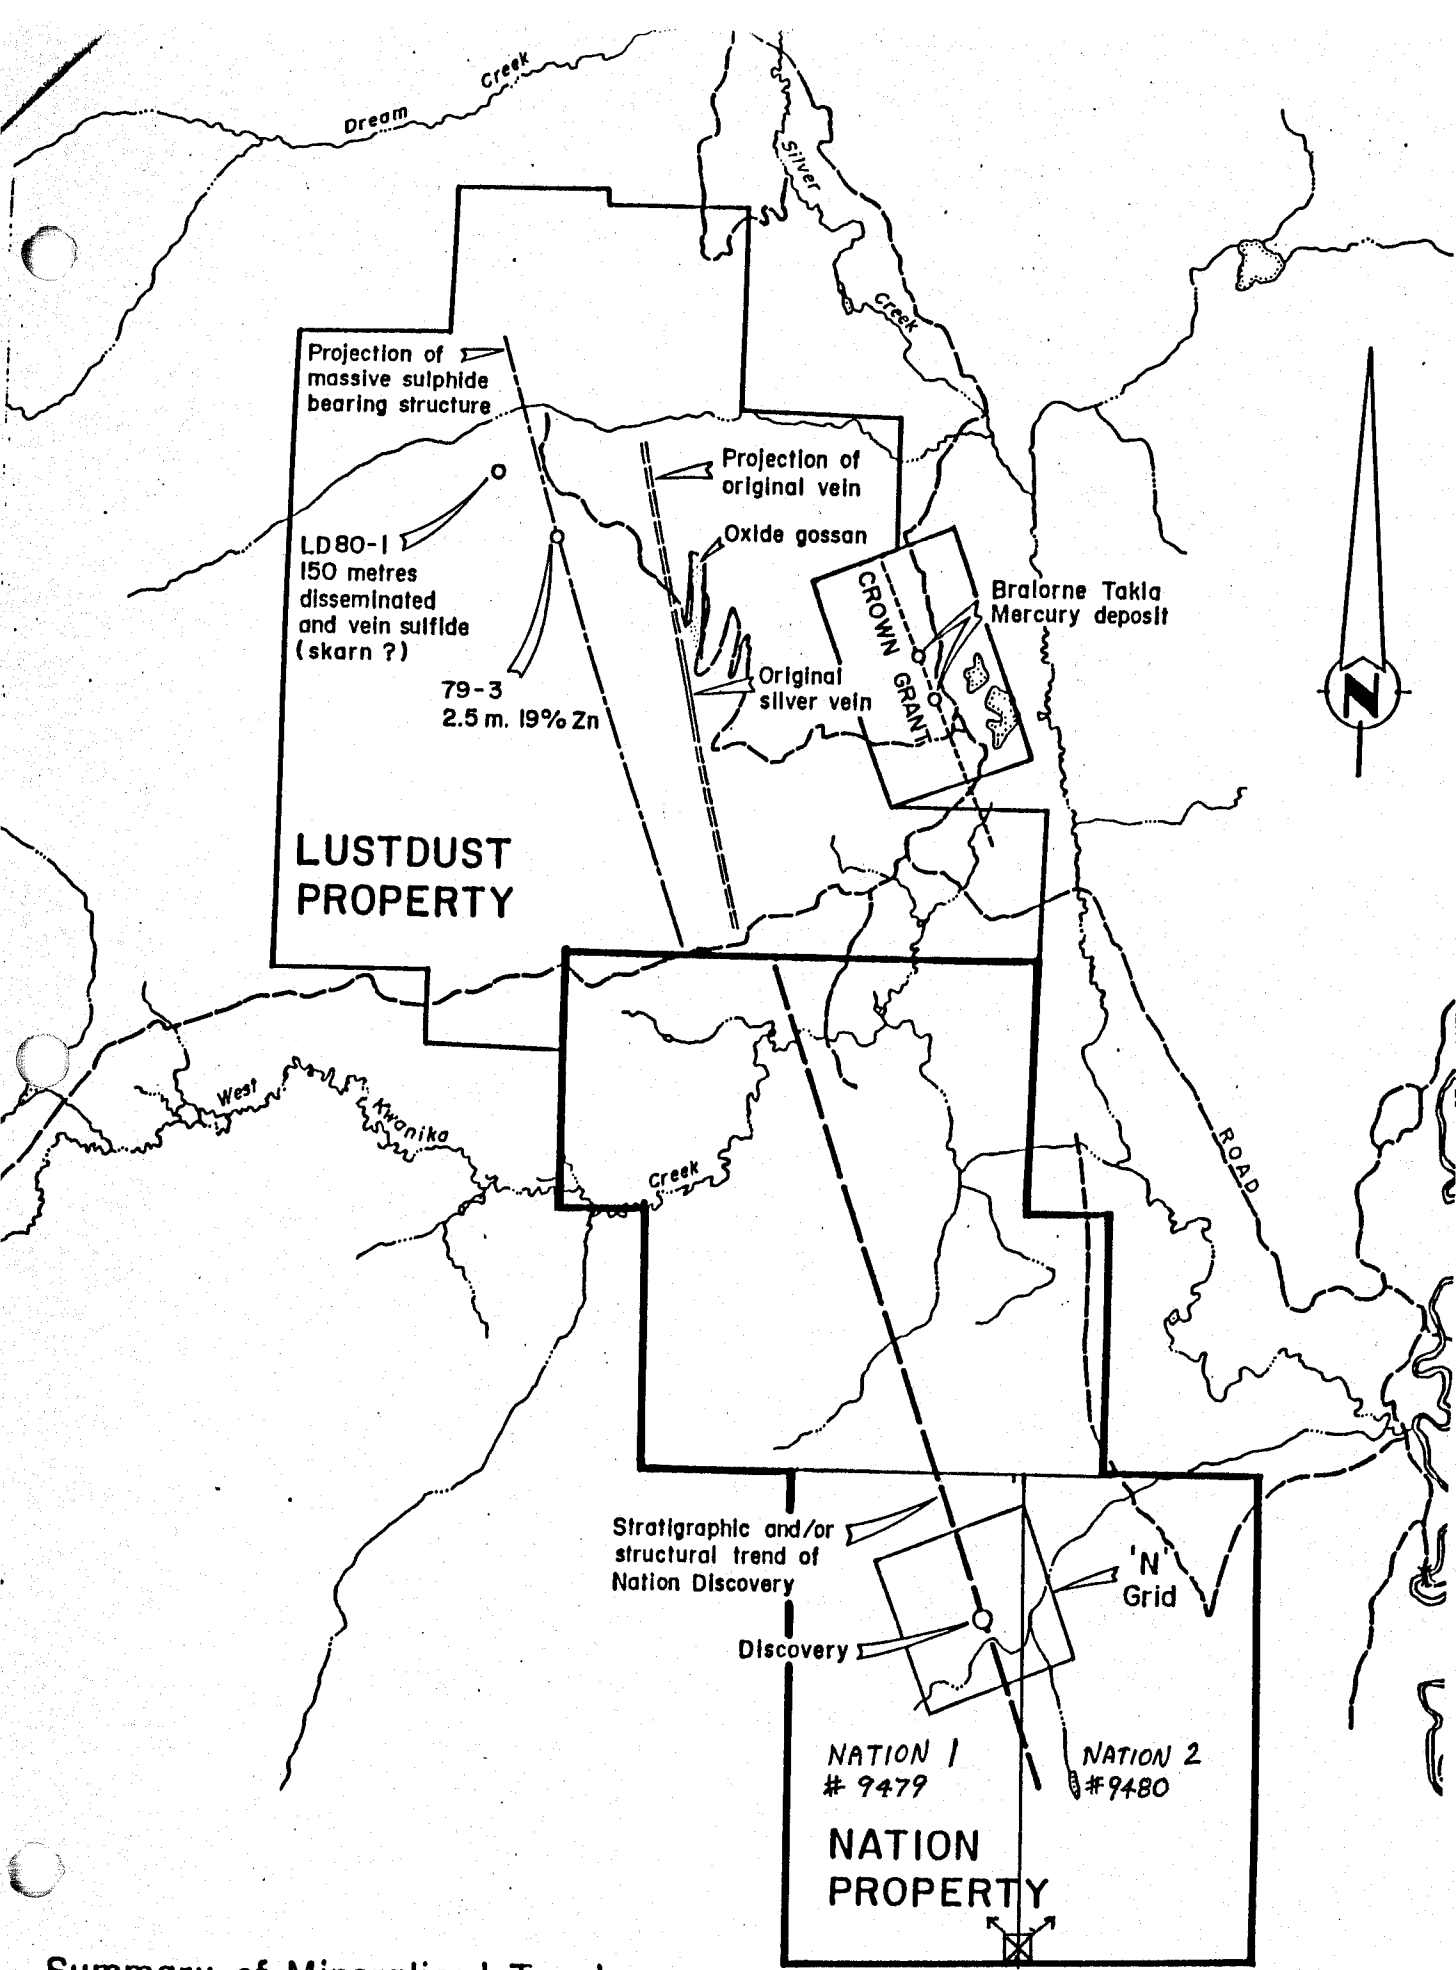 Dream Creek
Silver
Creek
Projection of
massive sulphide
bearing structure
Projection of
original vein
Oxide gossan
LD80-1
150 metres
disseminated
and vein sulfide
(skarn ?)
CROWN GRANT
Bralorne Takla
Mercury deposit
79-3
2.5 m. 19% Zn
Original
silver vein
N
LUSTDUST
PROPERTY
West
Kwanika
Creek
ROAD
Stratigraphic and/or
structural trend of
Nation Discovery
'N'
Grid
Discovery
NATION 1
# 9479
NATION 2
#9480
NATION
PROPERTY
Summary of Mineralized